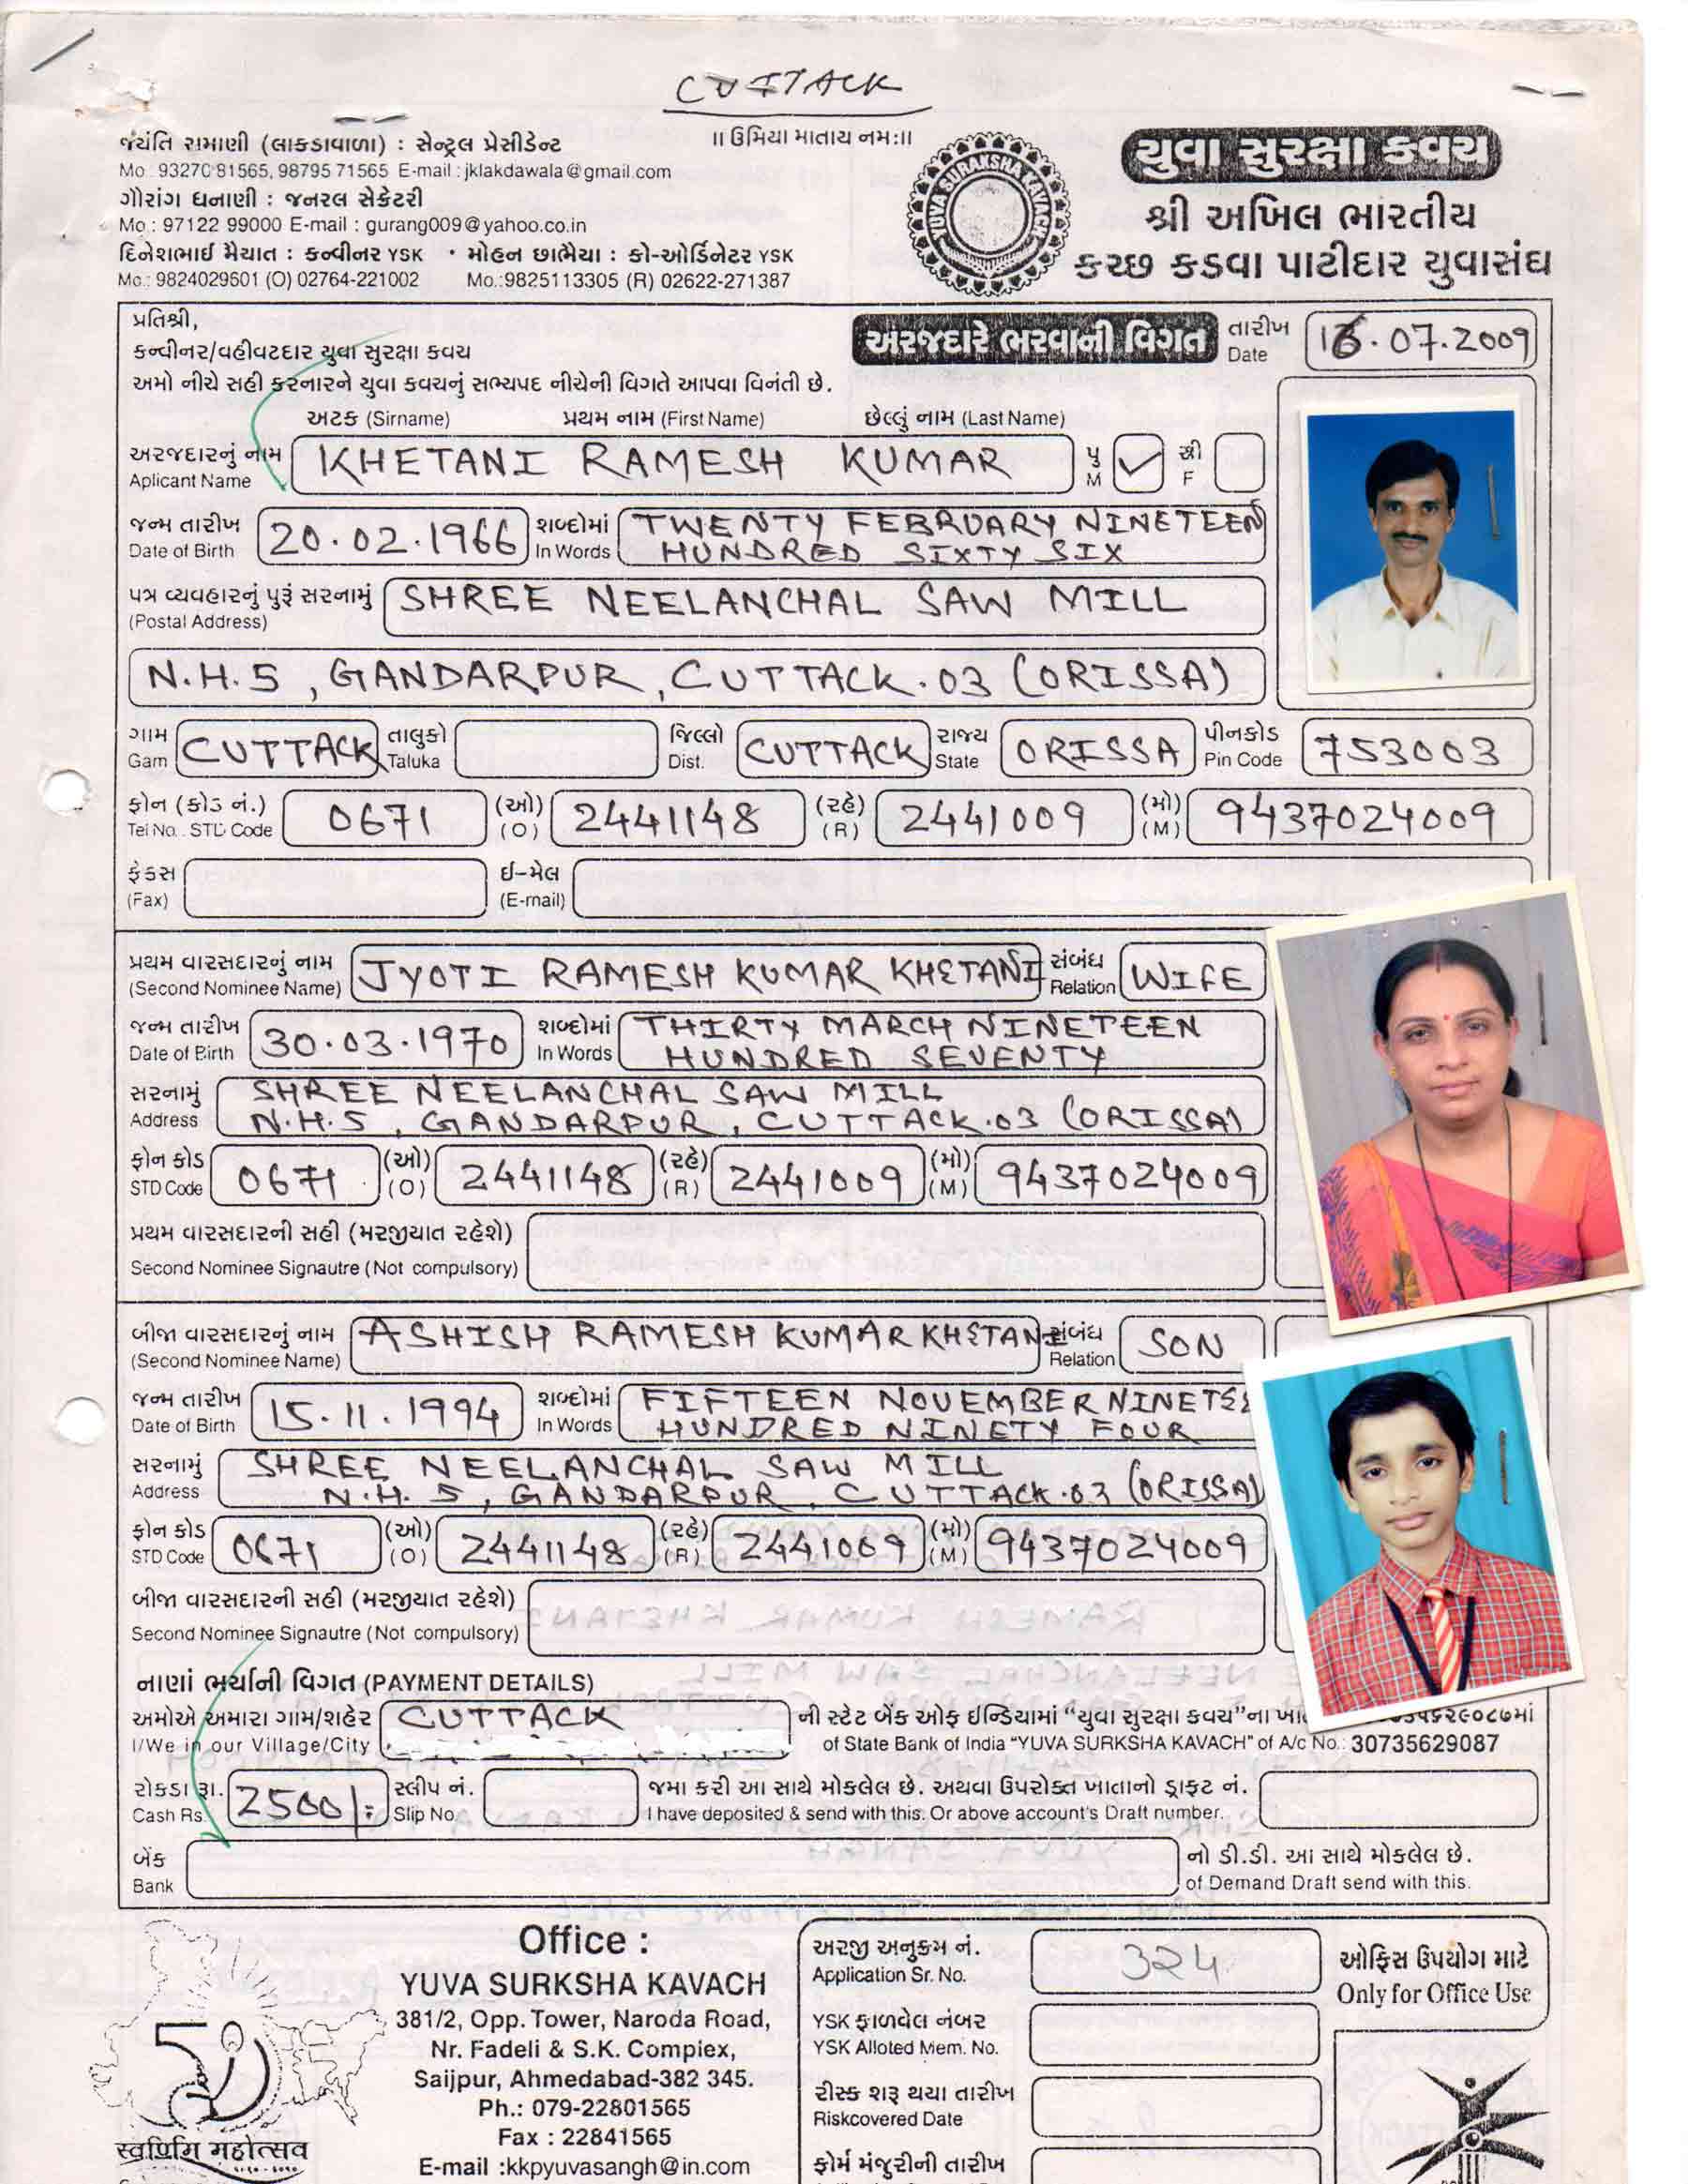 CUTTACK
॥ ઉમિયા માતાય નમઃ॥
જયંતિ રામાણી (લાકડાવાળા) : સેન્ટ્રલ પ્રેસીડેન્ટ
Mo. 93270 81565, 98795 71565 E-mail : jklakdawala@gmail.com
ગૌરાંગ ધનાણી : જનરલ સેક્રેટરી
Mo : 97122 99000 E-mail : gurang009@yahoo.co.in
દિનેશભાઈ મૈયાત : કન્વીનર YSK • મોહન છાભૈયા : કો-ઓર્ડિનેટર YSK
Mo.: 9824029601 (O) 02764-221002 Mo.:9825113305 (R) 02622-271387
YUVA SURAKSHA KAVACH
યુવા સુરક્ષા કવચ
શ્રી અખિલ ભારતીય
કચ્છ કડવા પાટીદાર યુવાસંઘ
પ્રતિશ્રી,
કન્વીનર/વહીવટદાર યુવા સુરક્ષા કવચ
અમો નીચે સહી કરનારને યુવા કવચનું સભ્યપદ નીચેની વિગતે આપવા વિનંતી છે.
અરજદારે ભરવાની વિગત
તારીખ
Date 16.07.2009
અટક (Sirname) પ્રથમ નામ (First Name) છેલ્લું નામ (Last Name)
અરજદારનું નામ KHETANI RAMESH KUMAR પુ ✓ સ્રી
Aplicant Name M F
જન્મ તારીખ 20.02.1966 શબ્દોમાં TWENTY FEBRUARY NINETEEN
Date of Birth In Words HUNDRED SIXTY SIX
પત્ર વ્યવહારનું પુરૂં સરનામું SHREE NEELANCHAL SAW MILL
(Postal Address)
N.H.5, GANDARPUR, CUTTACK.03 (ORISSA)
ગામ CUTTACK તાલુકો જિલ્લો CUTTACK રાજ્ય ORISSA પીનકોડ 753003
Gam Taluka Dist. State Pin Code
ફોન (કોડ નં.) 0671 (ઓ) 2441148 (રહે) 2441009 (મો) 9437024009
Tel No. STD Code (O) (R) (M)
ફેકસ ઈ-મેલ
(Fax) (E-mail)
પ્રથમ વારસદારનું નામ JYOTI RAMESH KUMAR KHETANI સંબંધ WIFE
(Second Nominee Name) Relation
જન્મ તારીખ 30.03.1970 શબ્દોમાં THIRTY MARCH NINETEEN
Date of Birth In Words HUNDRED SEVENTY
સરનામું SHREE NEELANCHAL SAW MILL
Address N.H.5, GANDARPUR, CUTTACK.03 (ORISSA)
ફોન કોડ 0671 (ઓ) 2441148 (રહે) 2441009 (મો) 9437024009
STD Code (O) (R) (M)
પ્રથમ વારસદારની સહી (મરજીયાત રહેશે)
Second Nominee Signautre (Not compulsory)
બીજા વારસદારનું નામ ASHISH RAMESH KUMAR KHETANI સંબંધ SON
(Second Nominee Name) Relation
જન્મ તારીખ 15.11.1994 શબ્દોમાં FIFTEEN NOVEMBER NINETEE
Date of Birth In Words HUNDRED NINETY FOUR
સરનામું SHREE NEELANCHAL SAW MILL
Address N.H.5, GANDARPUR, CUTTACK.03 (ORISSA)
ફોન કોડ 0671 (ઓ) 2441148 (રહે) 2441009 (મો) 9437024009
STD Code (O) (R) (M)
બીજા વારસદારની સહી (મરજીયાત રહેશે)
Second Nominee Signautre (Not compulsory)
નાણાં ભર્યાની વિગત (PAYMENT DETAILS)
અમોએ અમારા ગામ/શહેર CUTTACK ની સ્ટેટ બેંક ઓફ ઈન્ડિયામાં “યુવા સુરક્ષા કવચ”ના
I/We in our Village/City of State Bank of India “YUVA SURKSHA KAVACH” of A/c No.: 30735629087
રોકડા રૂા. 2500/- સ્લીપ નં. જમા કરી આ સાથે મોકલેલ છે. અથવા ઉપરોક્ત ખાતાનો ડ્રાફ્ટ નં.
Cash Rs. Slip No. I have deposited & send with this. Or above account's Draft number.
બેંક નો ડી.ડી. આ સાથે મોકલેલ છે.
Bank of Demand Draft send with this.
50
સ્વર્ણિમ મહોત્સવ
Office :
YUVA SURKSHA KAVACH
381/2, Opp. Tower, Naroda Road,
Nr. Fadeli & S.K. Compiex,
Saijpur, Ahmedabad-382 345.
Ph.: 079-22801565
Fax : 22841565
E-mail :kkpyuvasangh@in.com
અરજી અનુક્રમ નં. 324
Application Sr. No.
YSK ફાળવેલ નંબર
YSK Alloted Mem. No.
રીસ્ક શરૂ થયા તારીખ
Riskcovered Date
ફોર્મ મંજુરીની તારીખ
ઓફિસ ઉપયોગ માટે
Only for Office Use